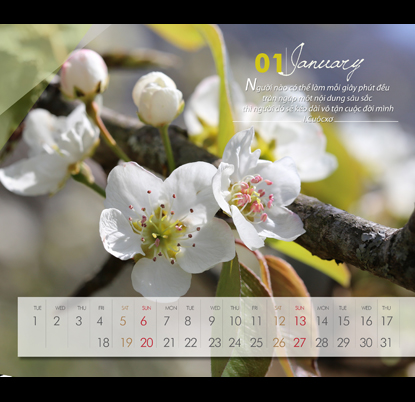 01 January
Người nào có thể làm mỗi giây phút đều
tràn ngập một nội dung sâu sắc
thì người đó sẽ kéo dài vô tận cuộc đời mình
TUE WED THU FRI SAT SUN MON TUE WED THU FRI SAT SUN MON TUE WED THU
1 2 3 4 5 6 7 8 9 10 11 12 13 14 15 16 17
18 19 20 21 22 23 24 25 26 27 28 29 30 31